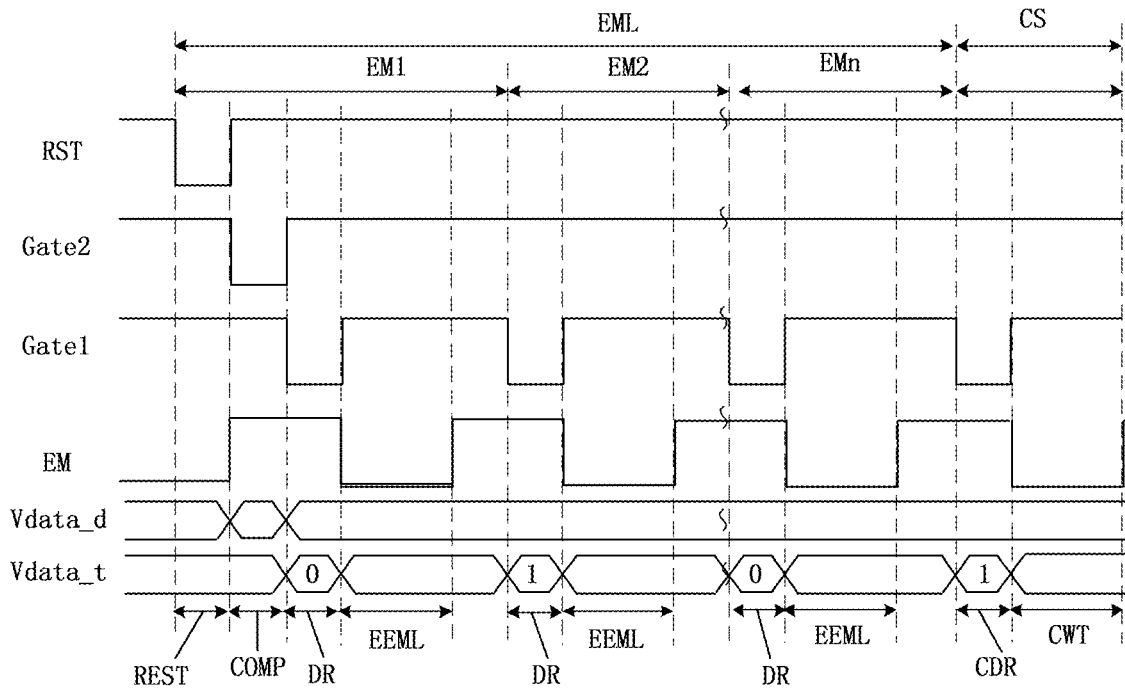 EML
CS
EM1
EM2
EMn
RST
Gate2
Gate1
EM
Vdata_d
Vdata_t
0
1
0
1
REST
COMP
DR
EEML
DR
EEML
DR
EEML
CDR
CWT